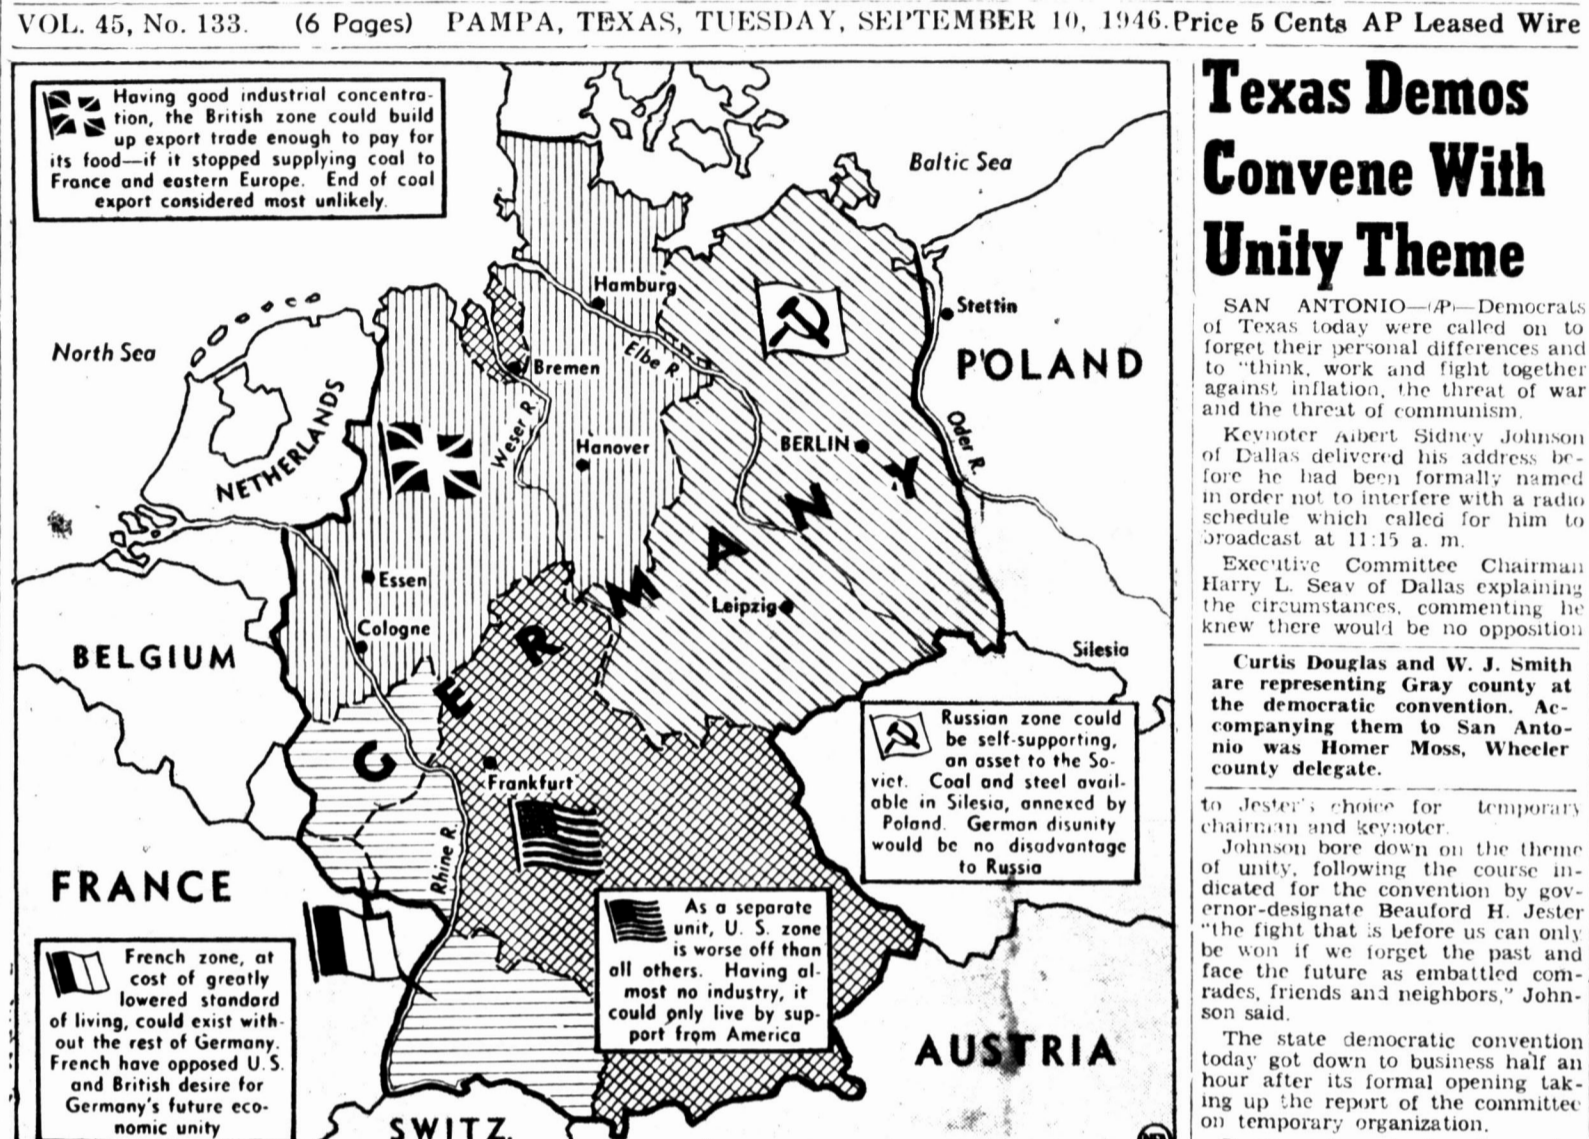 VOL. 45, No. 133. (6 Pages) PAMPA, TEXAS, TUESDAY, SEPTEMBER 10, 1946. Price 5 Cents AP Leased Wire
Having good industrial concentra-
tion, the British zone could build
up export trade enough to pay for
its food—if it stopped supplying coal to
France and eastern Europe. End of coal
export considered most unlikely.
Baltic Sea
North Sea
Hamburg
Stettin
POLAND
Elbe R.
Bremen
NETHERLANDS
Weser R.
Hanover
BERLIN
Oder R.
GERMANY
Essen
Leipzig
Cologne
BELGIUM
Silesia
Frankfurt
Rhine R.
FRANCE
AUSTRIA
SWITZ.
Russian zone could
be self-supporting,
an asset to the So-
viet. Coal and steel avail-
able in Silesia, annexed by
Poland. German disunity
would be no disadvantage
to Russia
As a separate
unit, U. S. zone
is worse off than
all others. Having al-
most no industry, it
could only live by sup-
port from America
French zone, at
cost of greatly
lowered standard
of living, could exist with-
out the rest of Germany.
French have opposed U.S.
and British desire for
Germany's future eco-
nomic unity
Texas Demos
Convene With
Unity Theme
SAN ANTONIO—(AP)—Democrats
of Texas today were called on to
forget their personal differences and
to "think, work and fight together
against inflation, the threat of war
and the threat of communism.
Keynoter Albert Sidney Johnson
of Dallas delivered his address be-
fore he had been formally named
in order not to interfere with a radio
schedule which called for him to
broadcast at 11:15 a. m.
Executive Committee Chairman
Harry L. Seay of Dallas explaining
the circumstances, commenting he
knew there would be no opposition
Curtis Douglas and W. J. Smith
are representing Gray county at
the democratic convention. Ac-
companying them to San Anto-
nio was Homer Moss, Wheeler
county delegate.
to Jester's choice for temporary
chairman and keynoter.
Johnson bore down on the theme
of unity, following the course in-
dicated for the convention by gov-
ernor-designate Beauford H. Jester
"the fight that is before us can only
be won if we forget the past and
face the future as embattled com-
rades, friends and neighbors," John-
son said.
The state democratic convention
today got down to business half an
hour after its formal opening tak-
ing up the report of the committee
on temporary organization.